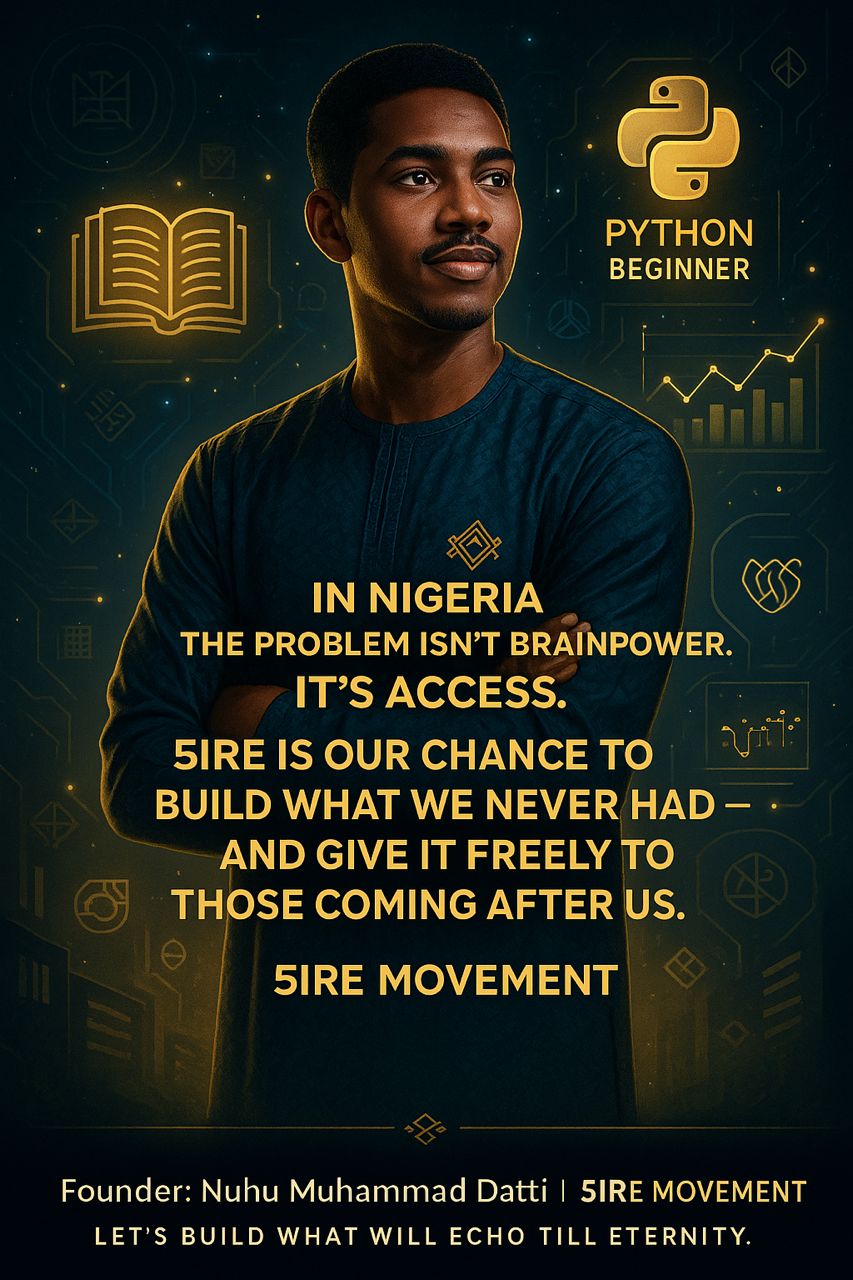 PYTHON
BEGINNER
IN NIGERIA
THE PROBLEM ISN'T BRAINPOWER.
IT'S ACCESS.
5IRE IS OUR CHANCE TO
BUILD WHAT WE NEVER HAD –
AND GIVE IT FREELY TO
THOSE COMING AFTER US.
5IRE MOVEMENT
Founder: Nuhu Muhammad Datti | 5IRE MOVEMENT
LET'S BUILD WHAT WILL ECHO TILL ETERNITY.